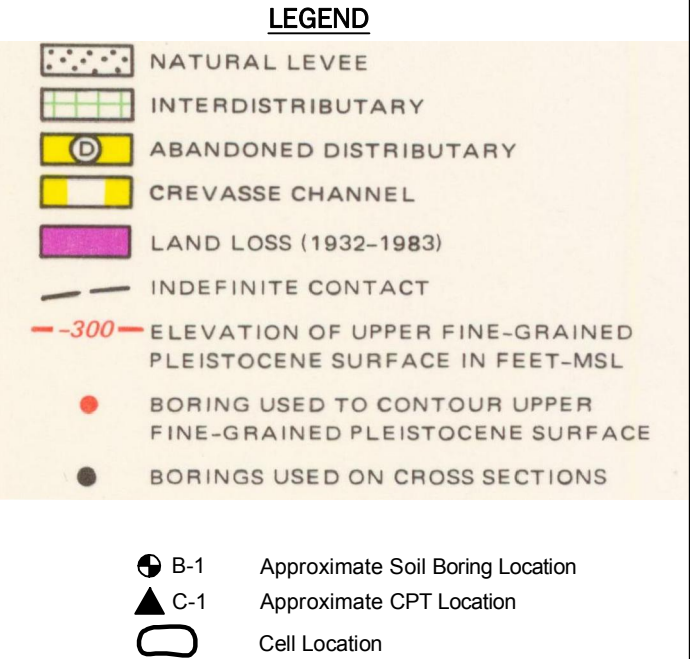 LEGEND
NATURAL LEVEE
INTERDISTRIBUTARY
D ABANDONED DISTRIBUTARY
CREVASSE CHANNEL
LAND LOSS (1932–1983)
INDEFINITE CONTACT
-300 ELEVATION OF UPPER FINE-GRAINED
PLEISTOCENE SURFACE IN FEET-MSL
BORING USED TO CONTOUR UPPER
FINE-GRAINED PLEISTOCENE SURFACE
BORINGS USED ON CROSS SECTIONS
B-1 Approximate Soil Boring Location
C-1 Approximate CPT Location
Cell Location